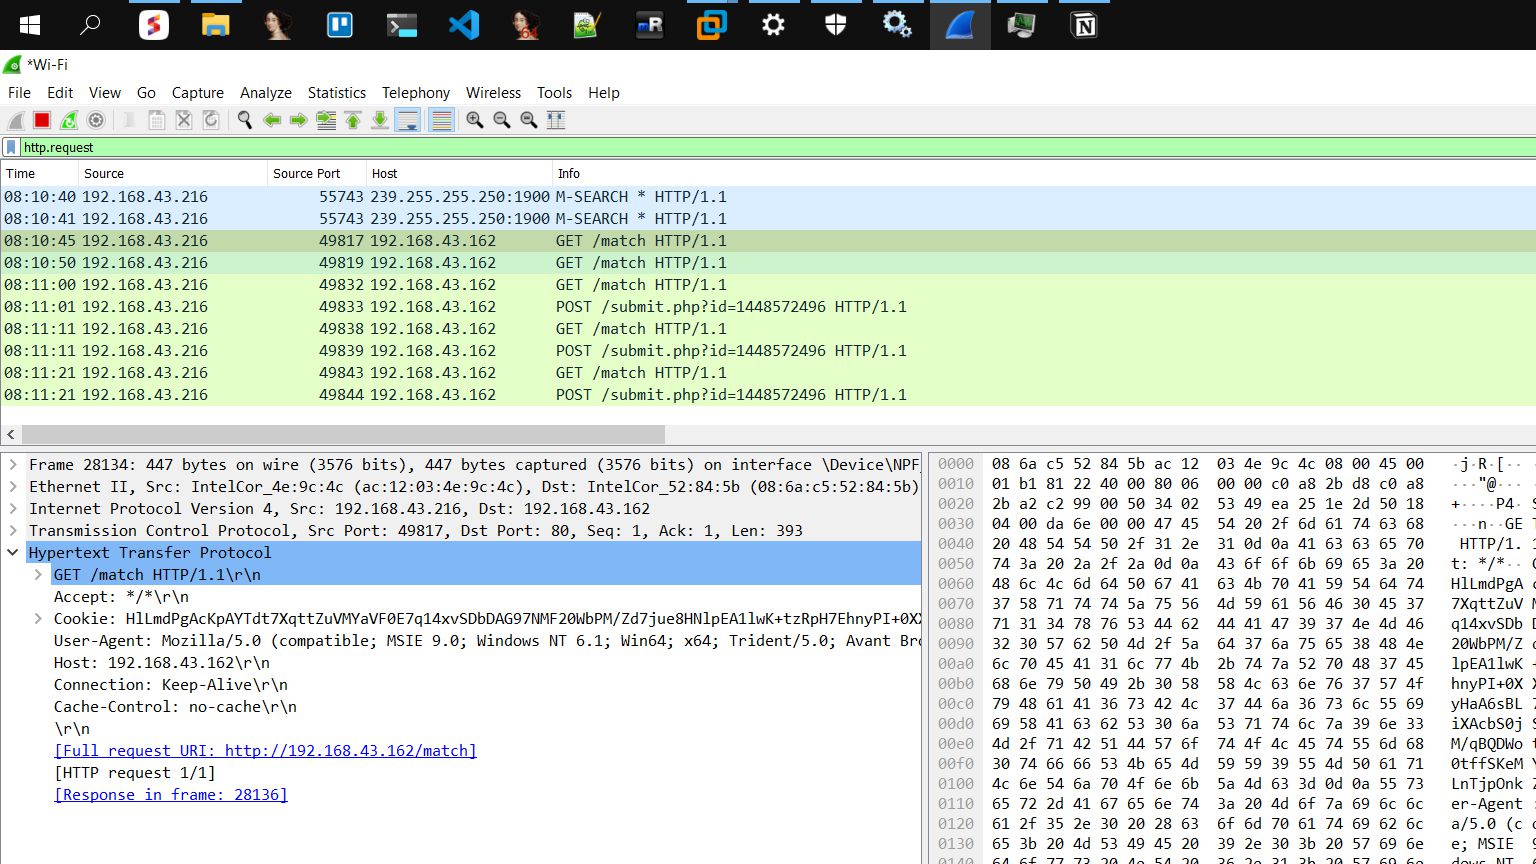 *Wi-Fi
File Edit View Go Capture Analyze Statistics Telephony Wireless Tools Help
http.request
Time Source Source Port Host Info
08:10:40 192.168.43.216 55743 239.255.255.250:1900 M-SEARCH * HTTP/1.1
08:10:41 192.168.43.216 55743 239.255.255.250:1900 M-SEARCH * HTTP/1.1
08:10:45 192.168.43.216 49817 192.168.43.162 GET /match HTTP/1.1
08:10:50 192.168.43.216 49819 192.168.43.162 GET /match HTTP/1.1
08:11:00 192.168.43.216 49832 192.168.43.162 GET /match HTTP/1.1
08:11:01 192.168.43.216 49833 192.168.43.162 POST /submit.php?id=1448572496 HTTP/1.1
08:11:11 192.168.43.216 49838 192.168.43.162 GET /match HTTP/1.1
08:11:11 192.168.43.216 49839 192.168.43.162 POST /submit.php?id=1448572496 HTTP/1.1
08:11:21 192.168.43.216 49843 192.168.43.162 GET /match HTTP/1.1
08:11:21 192.168.43.216 49844 192.168.43.162 POST /submit.php?id=1448572496 HTTP/1.1
Frame 28134: 447 bytes on wire (3576 bits), 447 bytes captured (3576 bits) on interface \Device\NPF_
Ethernet II, Src: IntelCor_4e:9c:4c (ac:12:03:4e:9c:4c), Dst: IntelCor_52:84:5b (08:6a:c5:52:84:5b)
Internet Protocol Version 4, Src: 192.168.43.216, Dst: 192.168.43.162
Transmission Control Protocol, Src Port: 49817, Dst Port: 80, Seq: 1, Ack: 1, Len: 393
Hypertext Transfer Protocol
GET /match HTTP/1.1\r\n
Accept: */*\r\n
Cookie: HlLmdPgAcKpAYTdt7XqttZuVMYaVF0E7q14xvSDbDAG97NMF20WbPM/Zd7jue8HNlpEA1lwK+tzRpH7EhnyPI+0XX
User-Agent: Mozilla/5.0 (compatible; MSIE 9.0; Windows NT 6.1; Win64; x64; Trident/5.0; Avant Bro
Host: 192.168.43.162\r\n
Connection: Keep-Alive\r\n
Cache-Control: no-cache\r\n
\r\n
[Full request URI: http://192.168.43.162/match]
[HTTP request 1/1]
[Response in frame: 28136]
0000 08 6a c5 52 84 5b ac 12 03 4e 9c 4c 08 00 45 00 ·j·R·[··
0010 01 b1 81 22 40 00 80 06 00 00 c0 a8 2b d8 c0 a8 ···"@···
0020 2b a2 c2 99 00 50 34 02 53 49 ea 25 1e 2d 50 18 +····P4· S
0030 04 00 da 6e 00 00 47 45 54 20 2f 6d 61 74 63 68 ···n··GE T
0040 20 48 54 54 50 2f 31 2e 31 0d 0a 41 63 63 65 70 HTTP/1. 1
0050 74 3a 20 2a 2f 2a 0d 0a 43 6f 6f 6b 69 65 3a 20 t: */*·· C
0060 48 6c 4c 6d 64 50 67 41 63 4b 70 41 59 54 64 74 HlLmdPgA c
0070 37 58 71 74 74 5a 75 56 4d 59 61 56 46 30 45 37 7XqttZuV M
0080 71 31 34 78 76 53 44 62 44 41 47 39 37 4e 4d 46 q14xvSDb D
0090 32 30 57 62 50 4d 2f 5a 64 37 6a 75 65 38 48 4e 20WbPM/Z d
00a0 6c 70 45 41 31 6c 77 4b 2b 74 7a 52 70 48 37 45 lpEA1lwK +
00b0 68 6e 79 50 49 2b 30 58 58 4c 63 6e 76 37 57 4f hnyPI+0X X
00c0 79 48 61 41 36 73 42 4c 37 44 6a 36 73 6c 55 69 yHaA6sBL 7
00d0 69 58 41 63 62 53 30 6a 53 71 74 6c 7a 39 6e 33 iXAcbS0j S
00e0 4d 2f 71 42 51 44 57 6f 74 4f 4c 45 74 55 6d 68 M/qBQDWo t
00f0 30 74 66 66 53 4b 65 4d 59 59 39 55 4d 50 61 71 0tffSKeM Y
0100 4c 6e 54 6a 70 4f 6e 6b 5a 4d 63 3d 0d 0a 55 73 LnTjpOnk Z
0110 65 72 2d 41 67 65 6e 74 3a 20 4d 6f 7a 69 6c 6c er-Agent :
0120 61 2f 35 2e 30 20 28 63 6f 6d 70 61 74 69 62 6c a/5.0 (c o
0130 65 3b 20 4d 53 49 45 20 39 2e 30 3b 20 57 69 6e e; MSIE 9
0140 64 6f 77 73 20 4e 54 20 36 2e 31 3b 20 57 69 6e dows NT 6